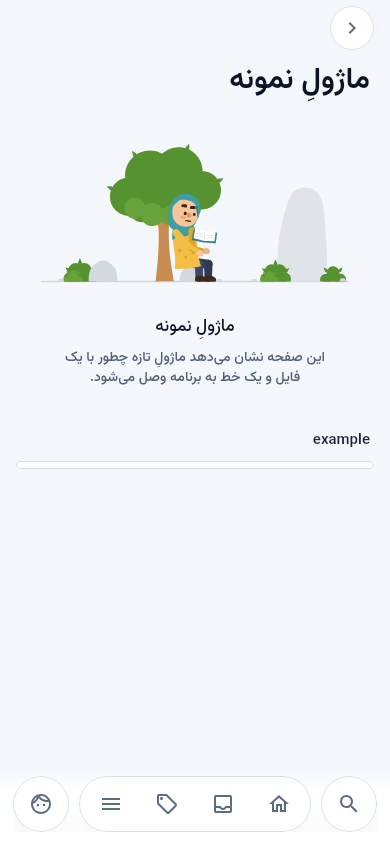 ماژولِ نمونه
ماژولِ نمونه
این صفحه نشان می‌دهد ماژولِ تازه چطور با یک
فایل و یک خط به برنامه وصل می‌شود.
example